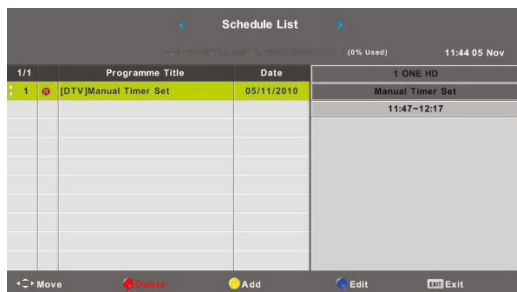 Schedule List
(0% Used) 11:44 05 Nov
1/1 Programme Title Date 1 ONE HD
1 [DTV]Manual Timer Set 05/11/2010 Manual Timer Set
11:47~12:17
Move Delete Add Edit EXIT Exit